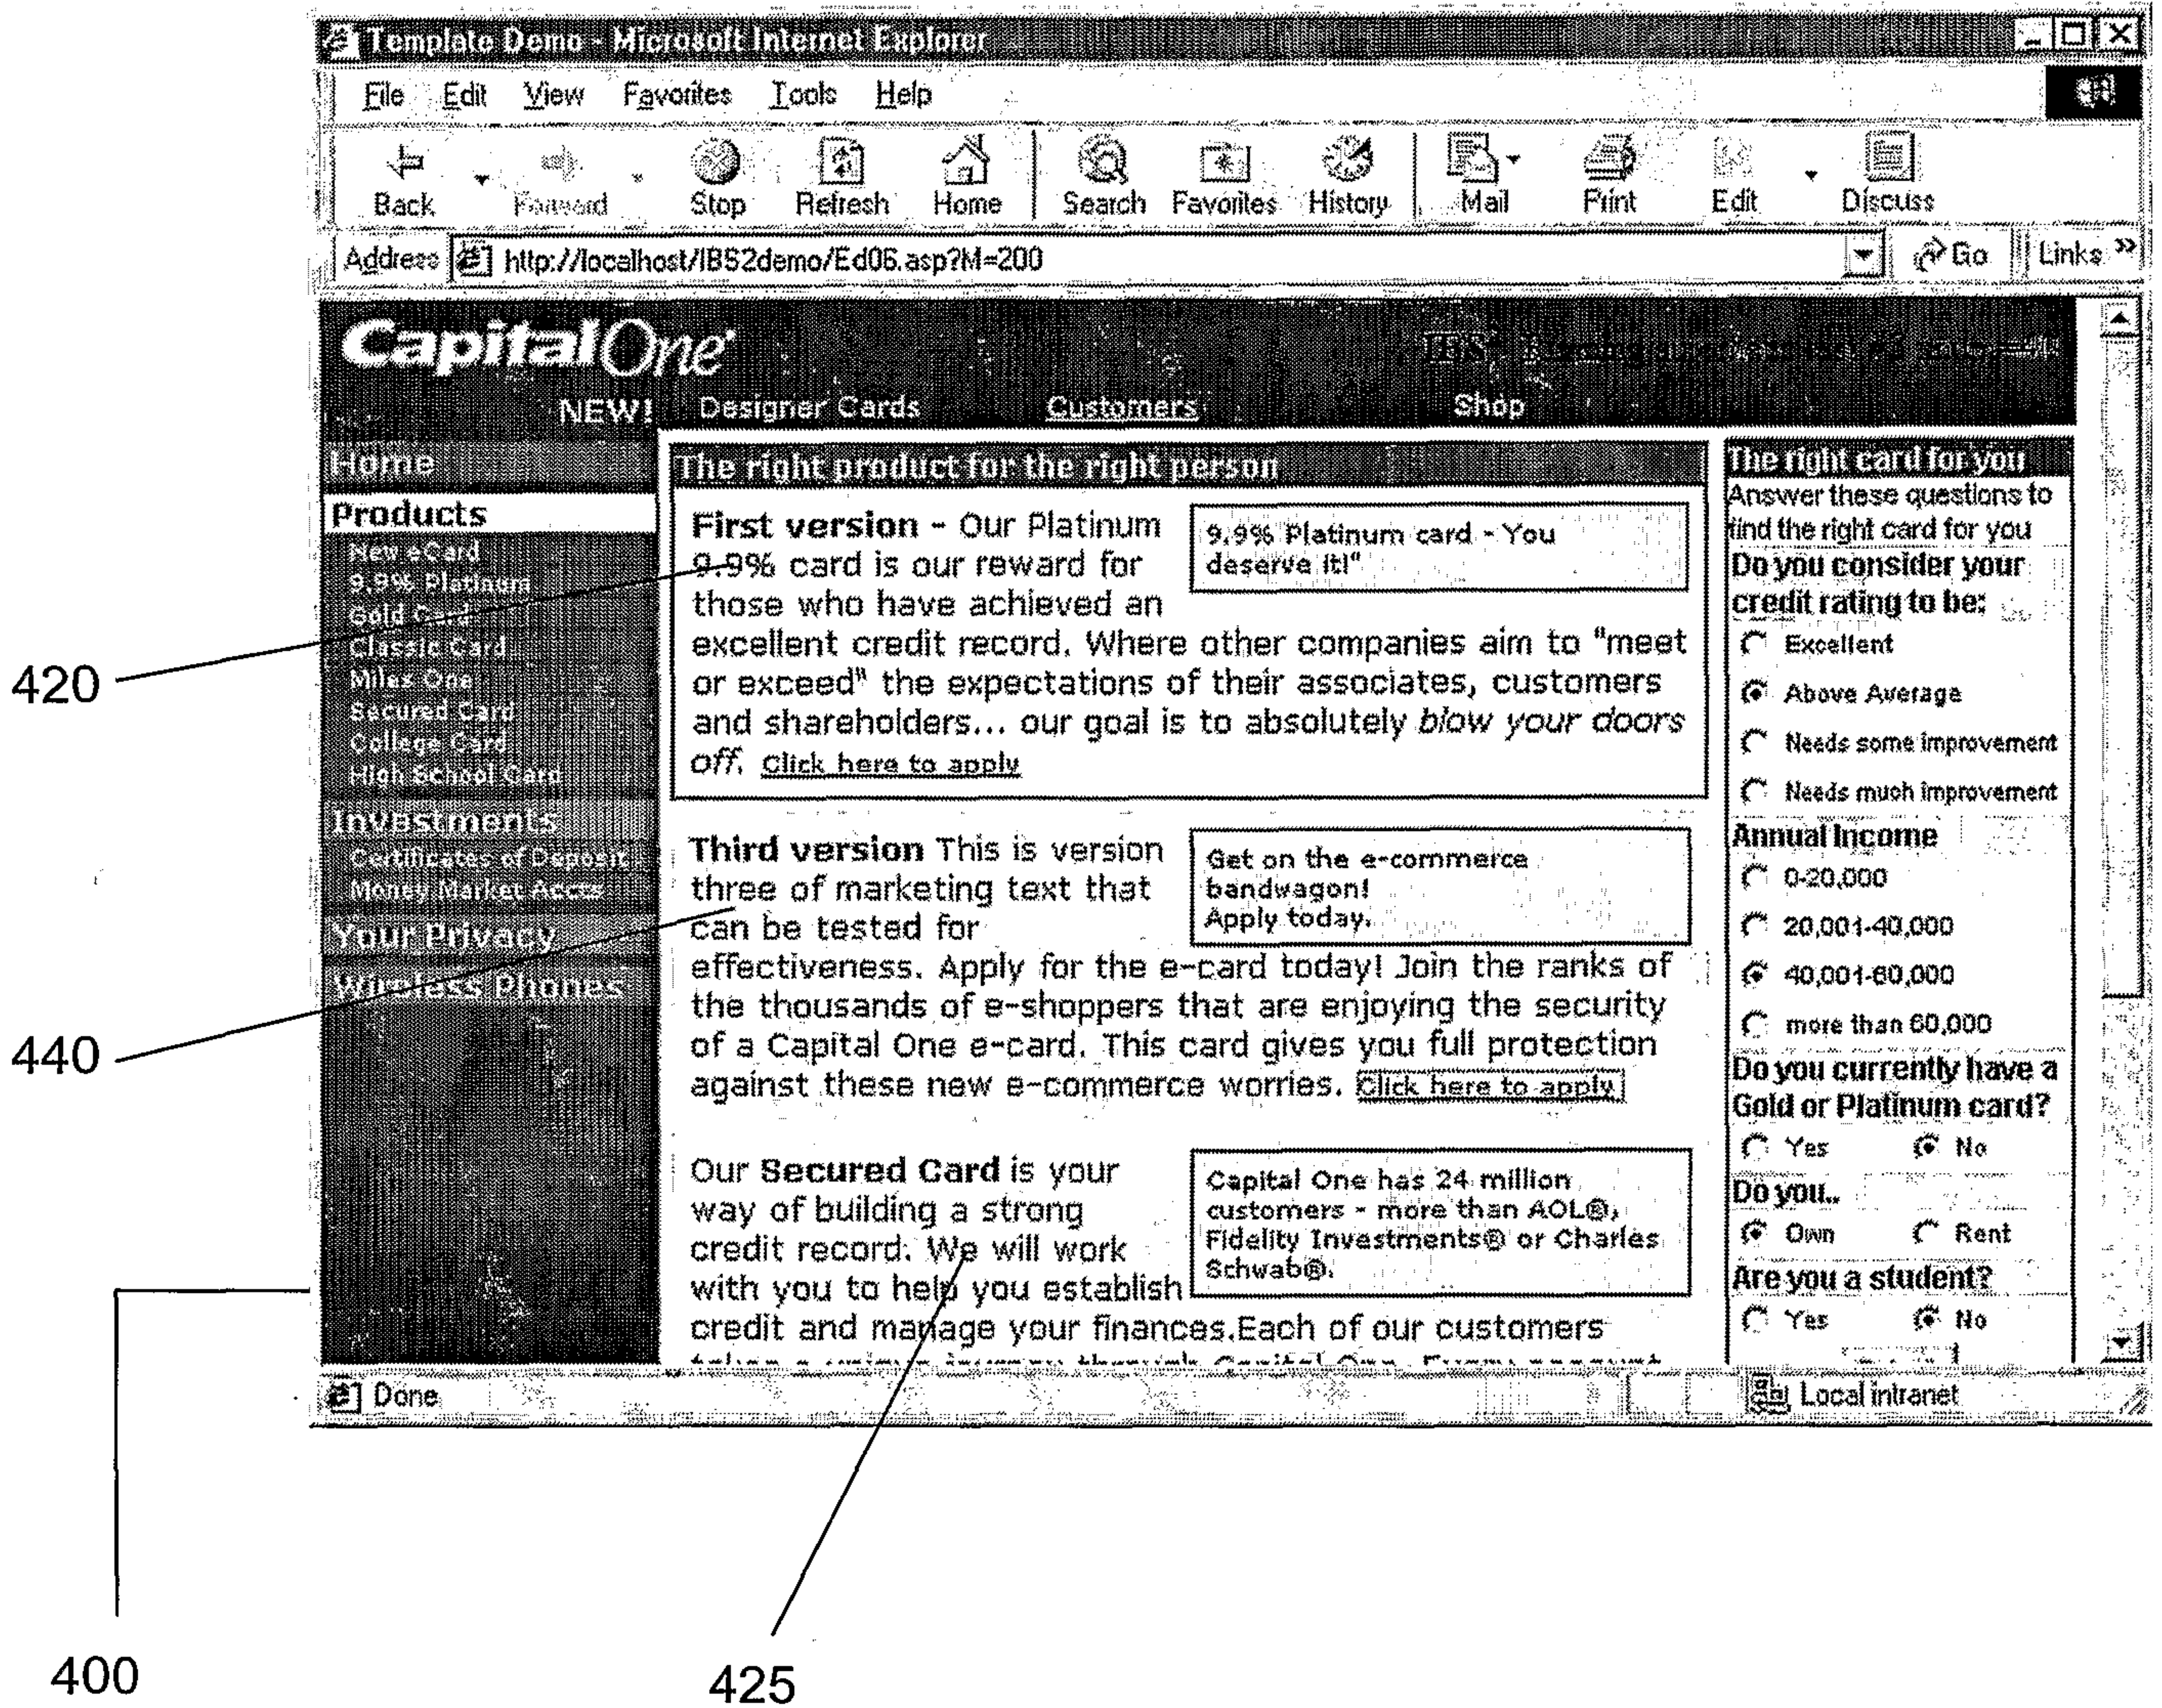 Template Demo - Microsoft Internet Explorer
File Edit View Favorites Tools Help
Back Forward Stop Refresh Home Search Favorites History Mail Print Edit Discuss
Address http://localhost/IBS2demo/Ed06.asp?M=200 Go Links »
CapitalOne
NEW! Designer Cards Customers Shop
Home
Products
New eCard
9.9% Platinum
Gold Card
Classic Card
Miles One
Secured Card
College Card
High School Card
Investments
Certificates of Deposit
Money Market Accts
Your Privacy
Wireless Phones
The right product for the right person
First version - Our Platinum
9.9% card is our reward for
those who have achieved an
excellent credit record. Where other companies aim to "meet
or exceed" the expectations of their associates, customers
and shareholders... our goal is to absolutely blow your doors
off. Click here to apply
9.9% Platinum card - You
deserve it!"
Third version This is version
three of marketing text that
can be tested for
effectiveness. Apply for the e-card today! Join the ranks of
the thousands of e-shoppers that are enjoying the security
of a Capital One e-card. This card gives you full protection
against these new e-commerce worries. Click here to apply
Get on the e-commerce
bandwagon!
Apply today.
Our Secured Card is your
way of building a strong
credit record. We will work
with you to help you establish
credit and manage your finances.Each of our customers
Capital One has 24 million
customers - more than AOL®,
Fidelity Investments® or Charles
Schwab®.
The right card for you
Answer these questions to
find the right card for you
Do you consider your
credit rating to be:
Excellent
Above Average
Needs some improvement
Needs much improvement
Annual Income
0-20,000
20,001-40,000
40,001-60,000
more than 60,000
Do you currently have a
Gold or Platinum card?
Yes No
Do you..
Own Rent
Are you a student?
Yes No
Done Local intranet
420
440
400
425